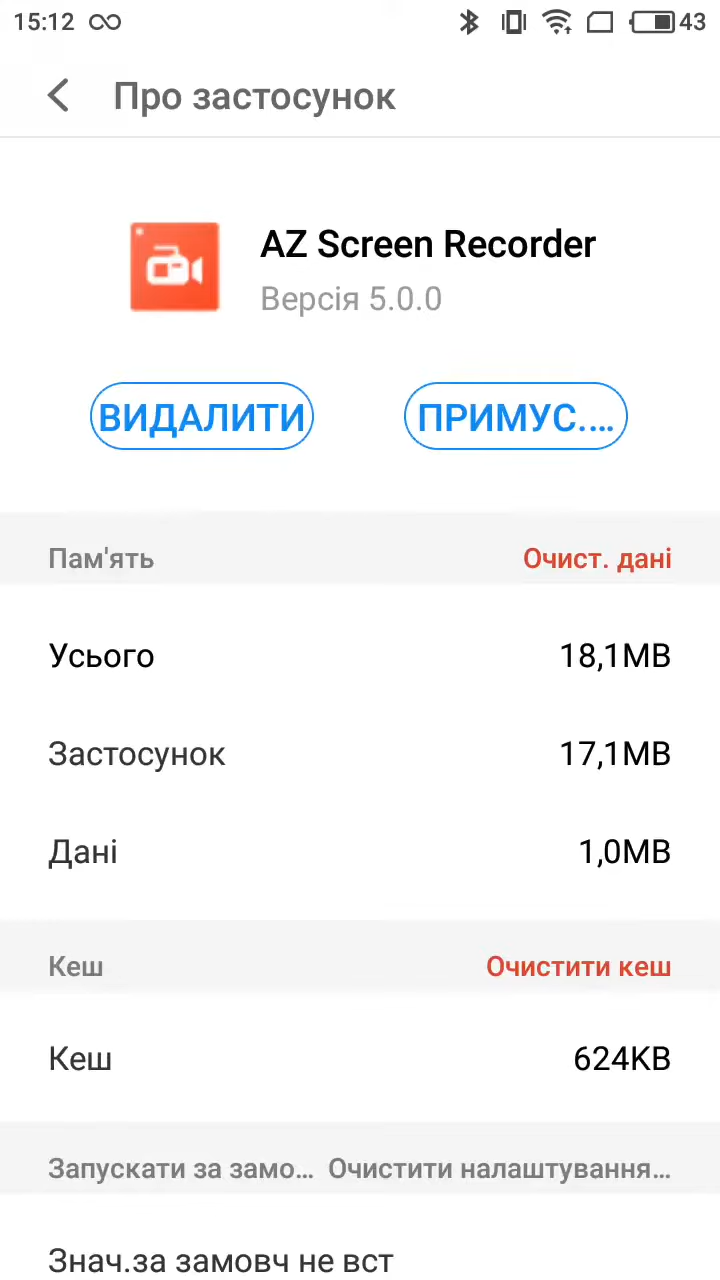 15:12 43
Про застосунок
AZ Screen Recorder
Версія 5.0.0
ВИДАЛИТИ ПРИМУС....
Пам'ять Очист. дані
Усього 18,1MB
Застосунок 17,1MB
Дані 1,0MB
Кеш Очистити кеш
Кеш 624KB
Запускати за замо... Очистити налаштування...
Знач.за замовч не вст